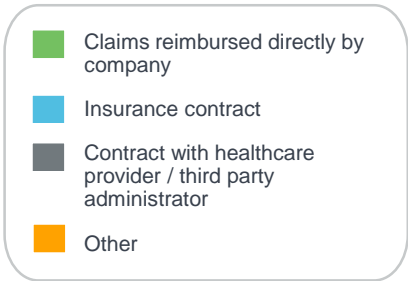 Claims reimbursed directly by
company
Insurance contract
Contract with healthcare
provider / third party
administrator
Other